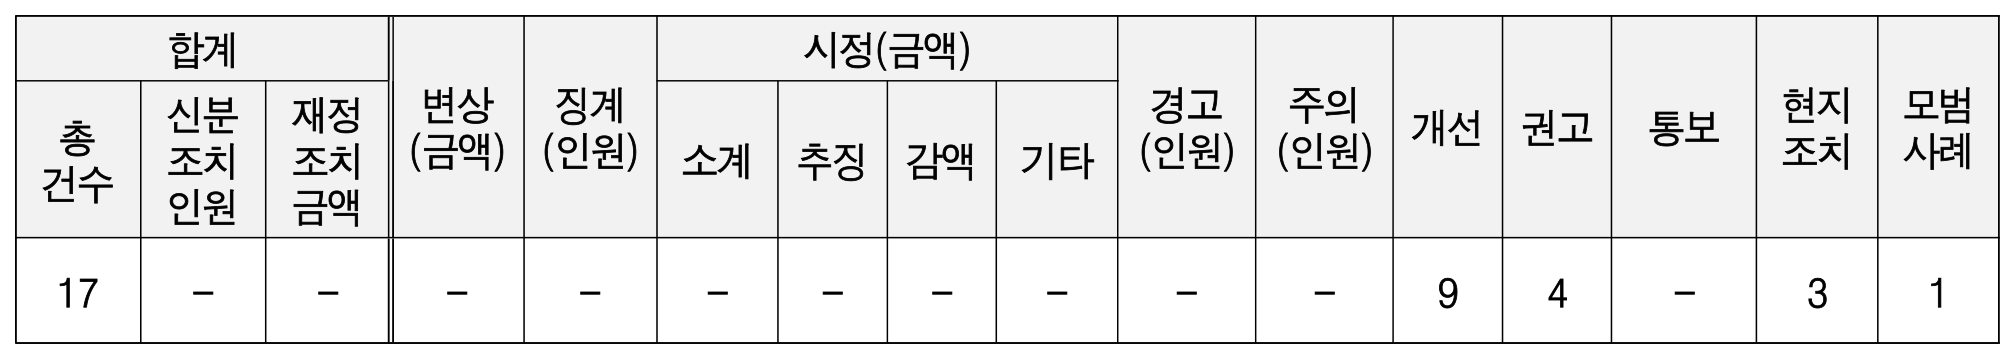 합계 변상 (금액) 징계 (인원) 시정(금액) 경고 (인원) 주의 (인원) 개선 권고 통보 현지 조치 모범 사례
총 건수 신분 조치 인원 재정 조치 금액 소계 추징 감액 기타
17 – – – – – – – – – – 9 4 – 3 1